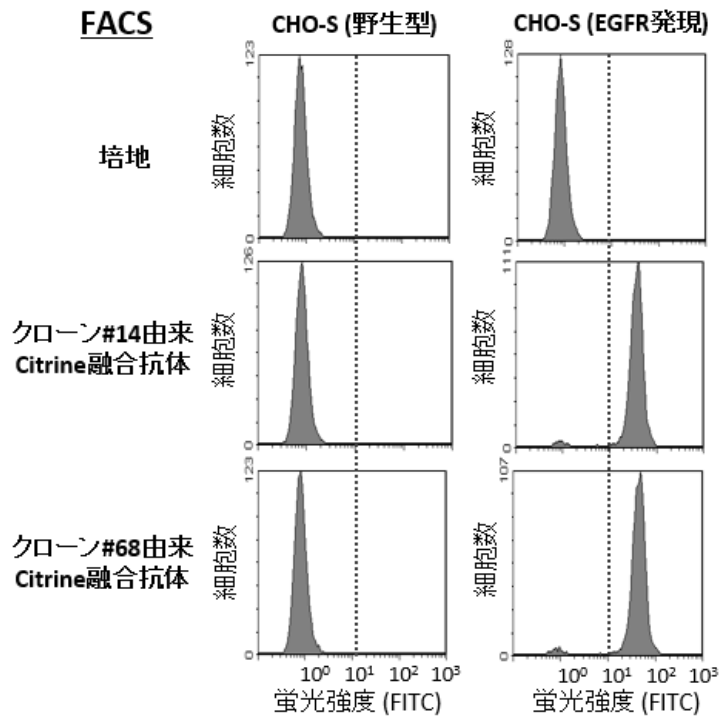 FACS
CHO-S (野生型)
CHO-S (EGFR発現)
培地
細胞数
123
0
細胞数
128
0
クローン#14由来
Citrine融合抗体
細胞数
126
0
細胞数
111
0
クローン#68由来
Citrine融合抗体
細胞数
123
0
細胞数
107
0
10⁰ 10¹ 10² 10³
10⁰ 10¹ 10² 10³
蛍光強度 (FITC)
蛍光強度 (FITC)